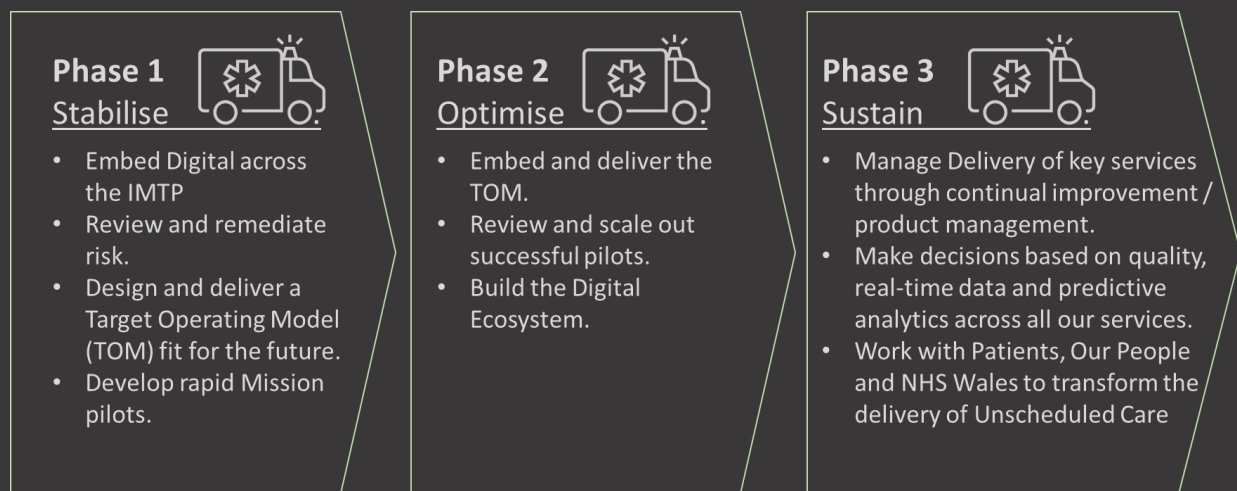 Phase 1
Stabilise
• Embed Digital across
the IMTP
• Review and remediate
risk.
• Design and deliver a
Target Operating Model
(TOM) fit for the future.
• Develop rapid Mission
pilots.
Phase 2
Optimise
• Embed and deliver the
TOM.
• Review and scale out
successful pilots.
• Build the Digital
Ecosystem.
Phase 3
Sustain
• Manage Delivery of key services
through continual improvement /
product management.
• Make decisions based on quality,
real-time data and predictive
analytics across all our services.
• Work with Patients, Our People
and NHS Wales to transform the
delivery of Unscheduled Care